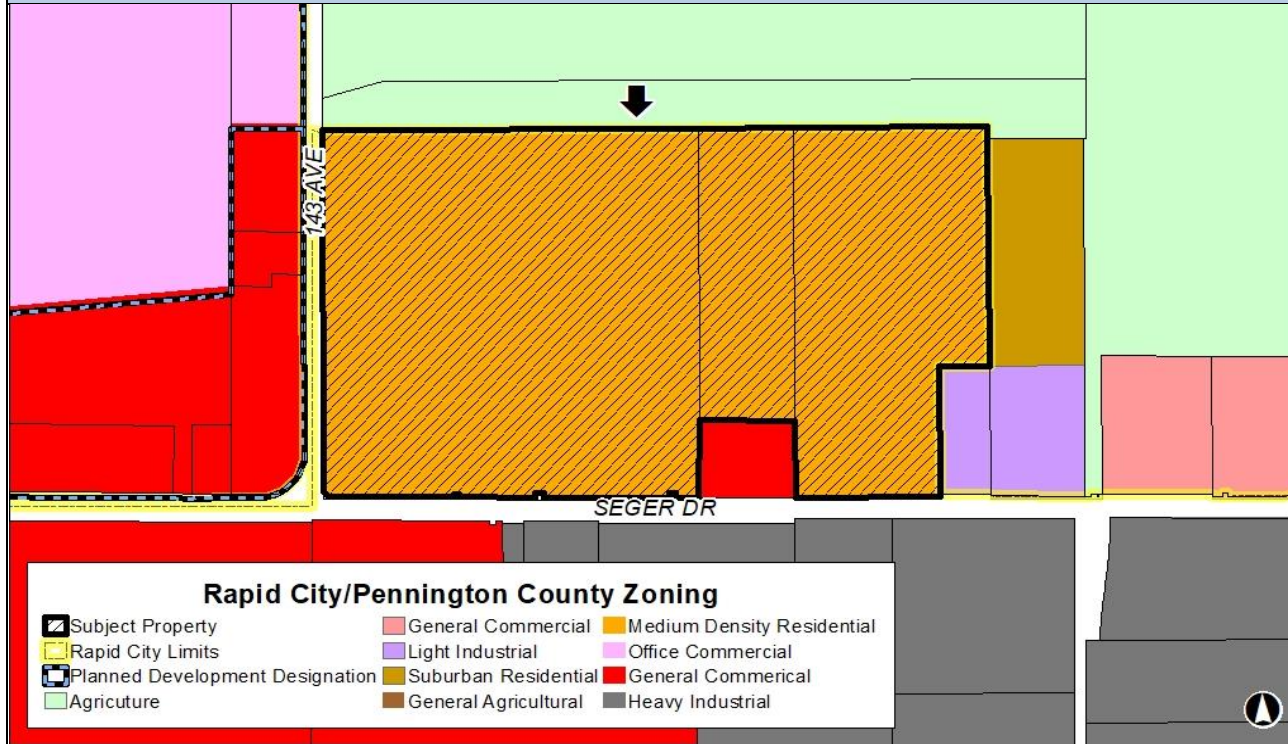 143 AVE
SEGER DR
Rapid City/Pennington County Zoning
Subject Property
Rapid City Limits
Planned Development Designation
Agricuture
General Commercial
Light Industrial
Suburban Residential
General Agricultural
Medium Density Residential
Office Commercial
General Commerical
Heavy Industrial